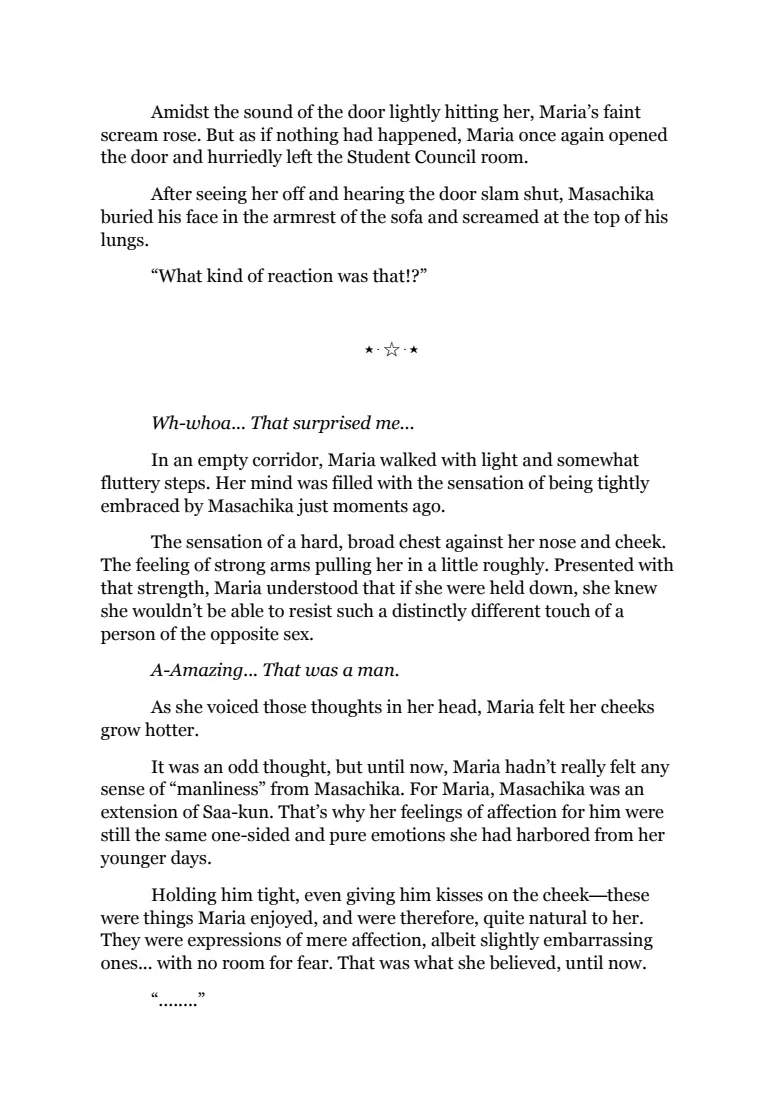 Amidst the sound of the door lightly hitting her, Maria’s faint
scream rose. But as if nothing had happened, Maria once again opened
the door and hurriedly left the Student Council room.
After seeing her off and hearing the door slam shut, Masachika
buried his face in the armrest of the sofa and screamed at the top of his
lungs.
“What kind of reaction was that!?”
⋆·☆·⋆
Wh-whoa... That surprised me...
In an empty corridor, Maria walked with light and somewhat
fluttery steps. Her mind was filled with the sensation of being tightly
embraced by Masachika just moments ago.
The sensation of a hard, broad chest against her nose and cheek.
The feeling of strong arms pulling her in a little roughly. Presented with
that strength, Maria understood that if she were held down, she knew
she wouldn’t be able to resist such a distinctly different touch of a
person of the opposite sex.
A-Amazing... That was a man.
As she voiced those thoughts in her head, Maria felt her cheeks
grow hotter.
It was an odd thought, but until now, Maria hadn’t really felt any
sense of “manliness” from Masachika. For Maria, Masachika was an
extension of Saa-kun. That’s why her feelings of affection for him were
still the same one-sided and pure emotions she had harbored from her
younger days.
Holding him tight, even giving him kisses on the cheek—these
were things Maria enjoyed, and were therefore, quite natural to her.
They were expressions of mere affection, albeit slightly embarrassing
ones... with no room for fear. That was what she believed, until now.
“........”